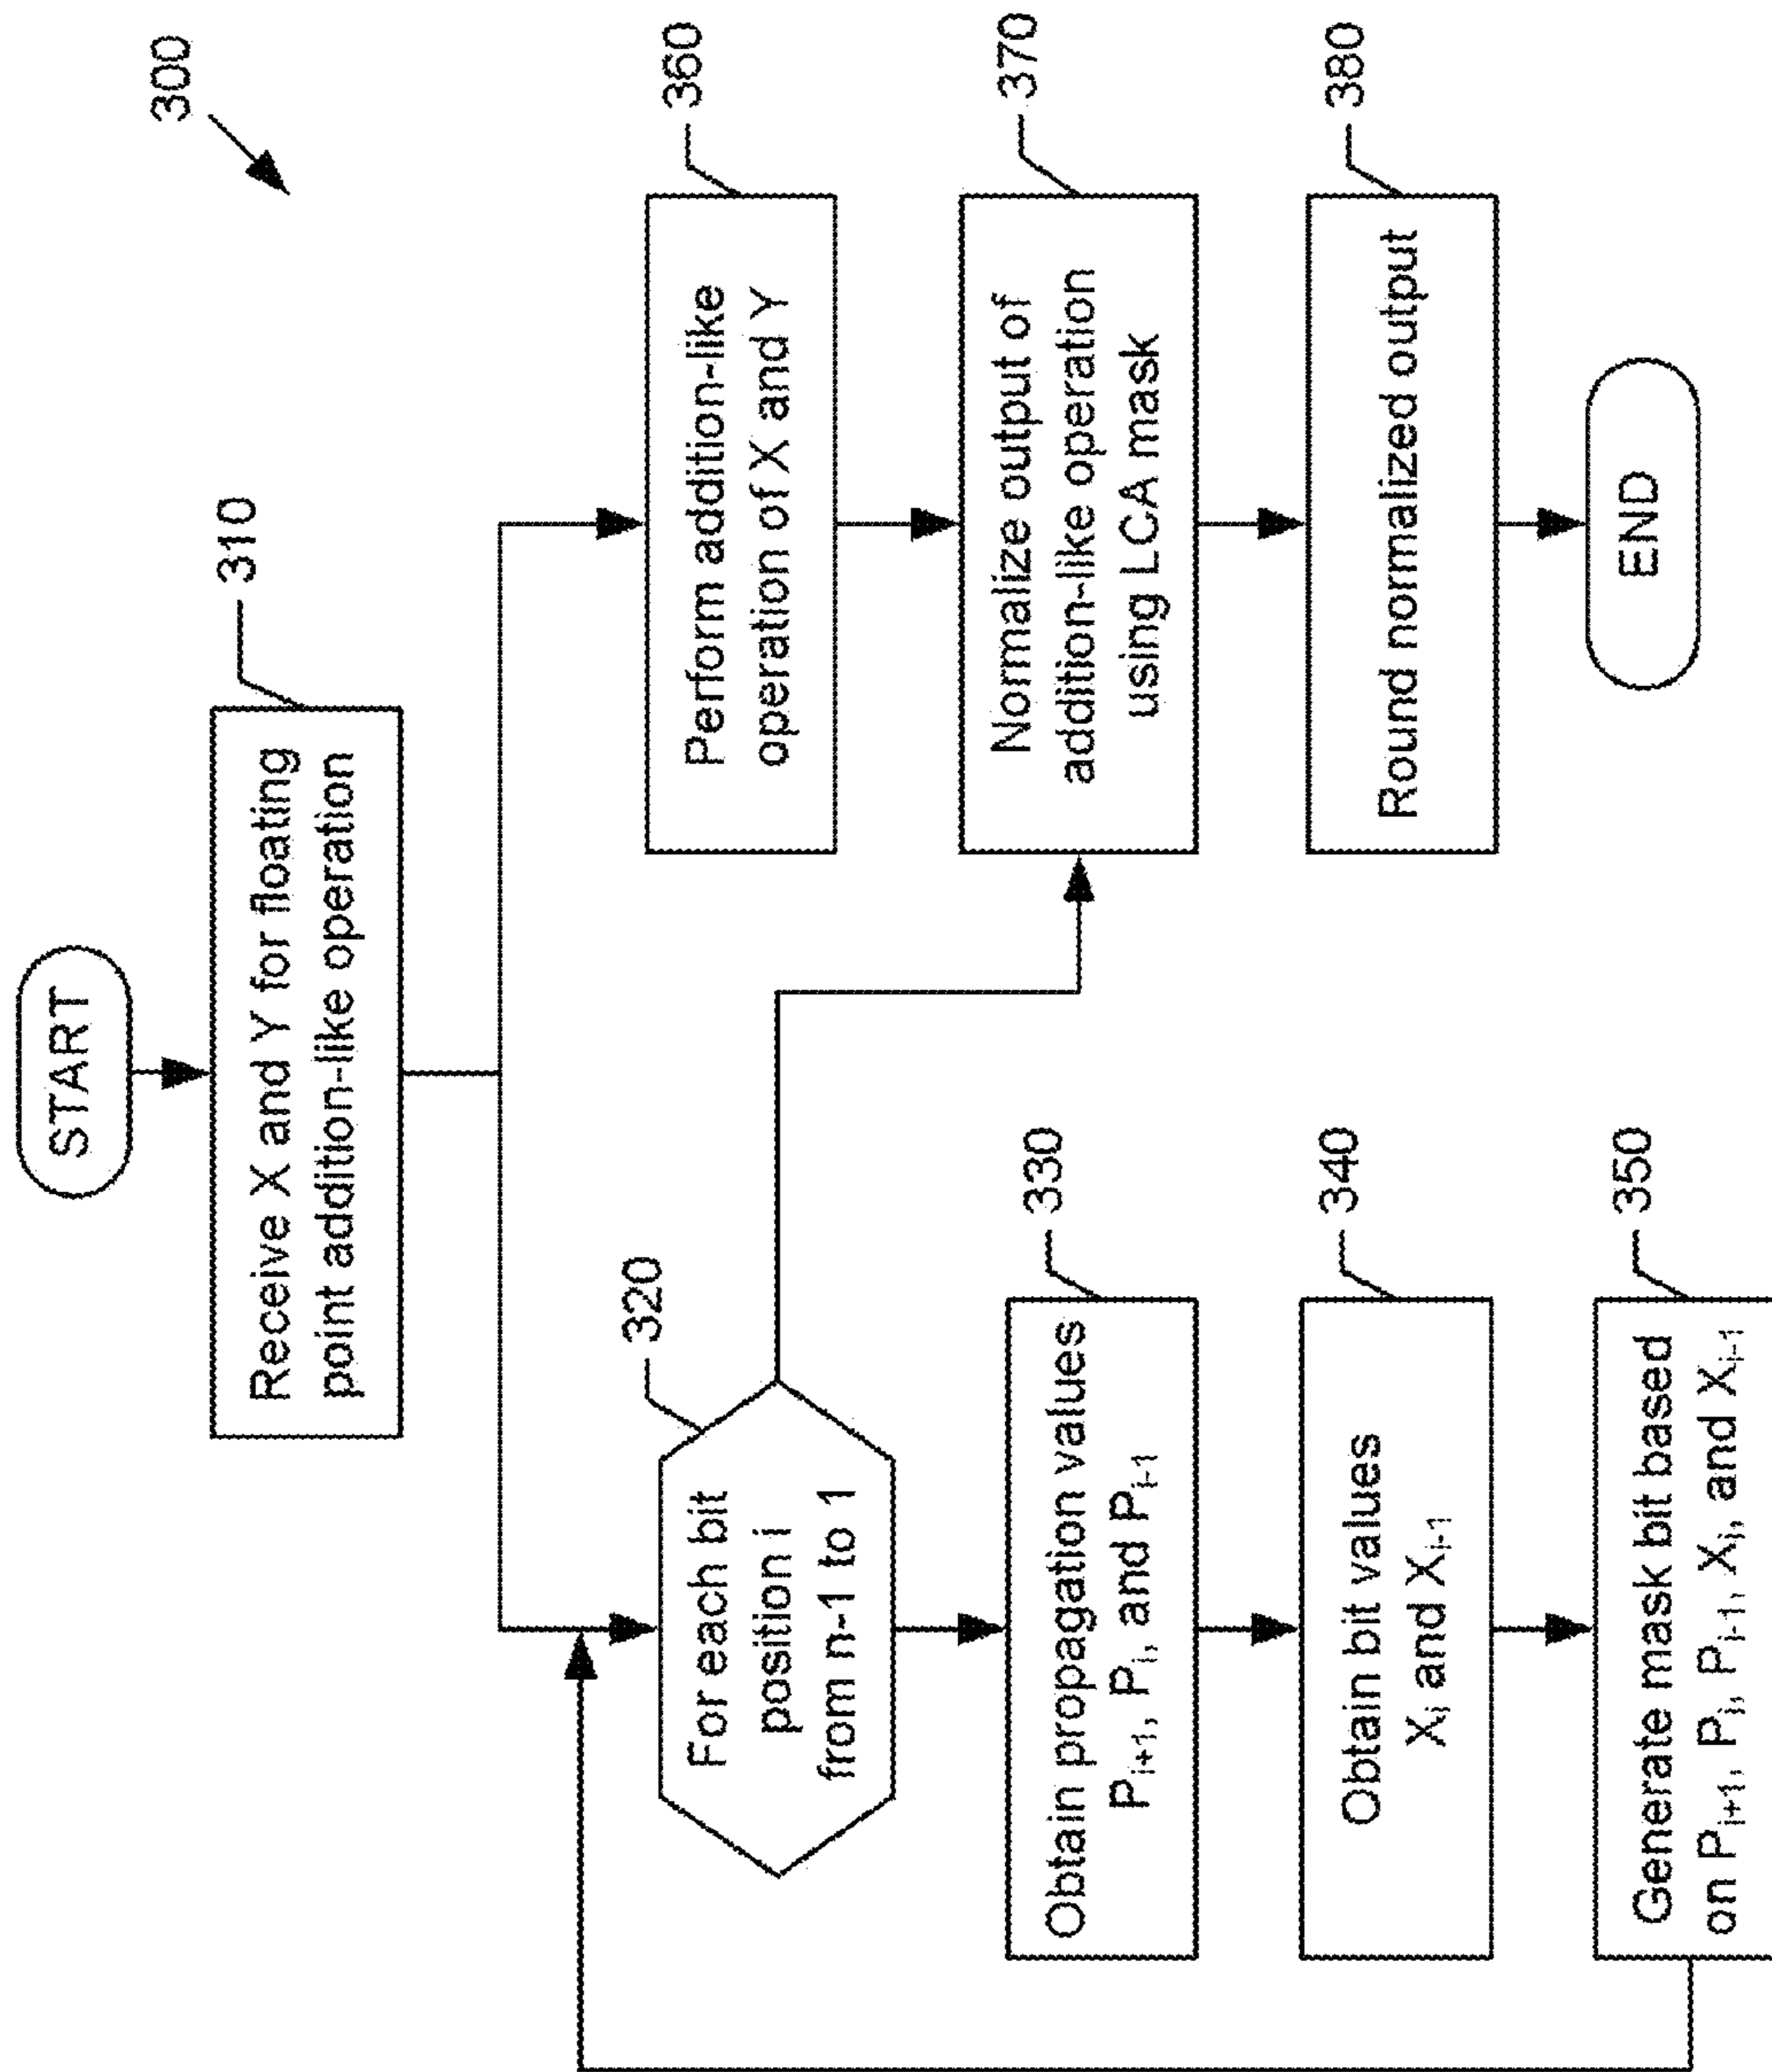 300
START
Receive X and Y for floating
point addition-like operation
310
For each bit
position i
from n-1 to 1
320
Obtain propagation values
Pᵢ₊₁, Pᵢ, and Pᵢ₋₁
330
Obtain bit values
Xᵢ and Xᵢ₋₁
340
Generate mask bit based
on Pᵢ₊₁, Pᵢ, Pᵢ₋₁, Xᵢ, and Xᵢ₋₁
350
Perform addition-like
operation of X and Y
360
Normalize output of
addition-like operation
using LCA mask
370
Round normalized output
380
END